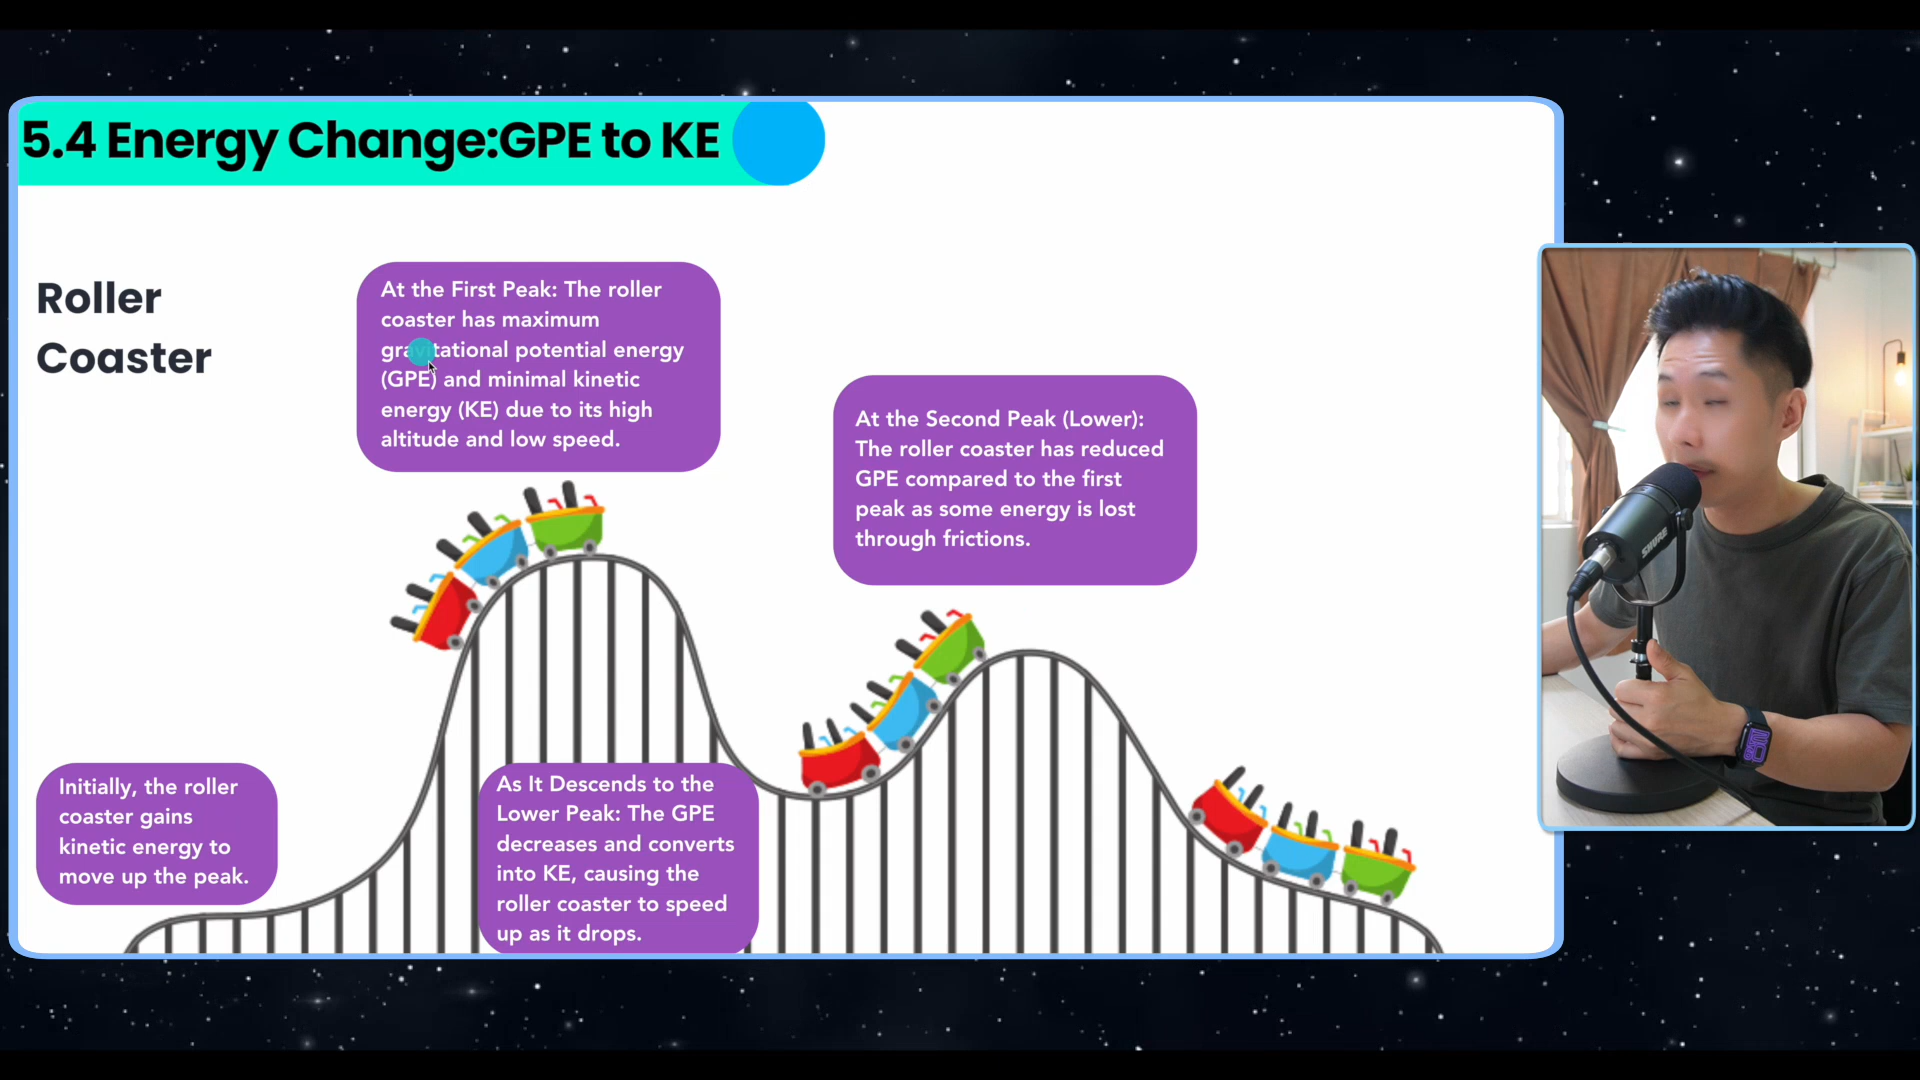 5.4 Energy Change:GPE to KE
Roller
Coaster
At the First Peak: The roller
coaster has maximum
gravitational potential energy
(GPE) and minimal kinetic
energy (KE) due to its high
altitude and low speed.
At the Second Peak (Lower):
The roller coaster has reduced
GPE compared to the first
peak as some energy is lost
through frictions.
Initially, the roller
coaster gains
kinetic energy to
move up the peak.
As It Descends to the
Lower Peak: The GPE
decreases and converts
into KE, causing the
roller coaster to speed
up as it drops.
SHURE